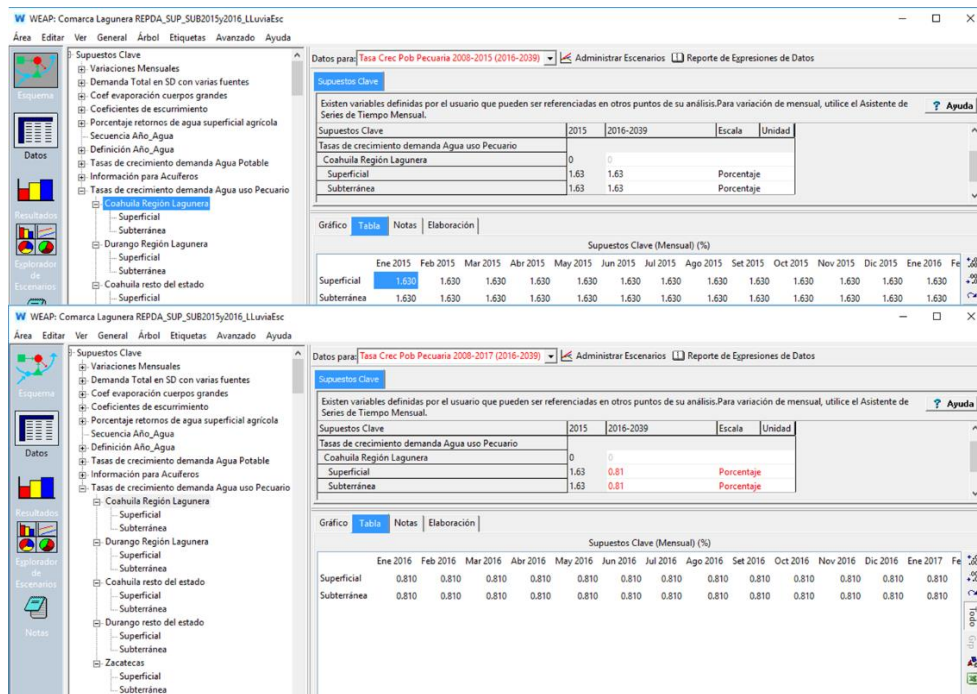 WEAP: Comarca Lagunera REPDA_SUP_SUB2015y2016_LLuviaEsc
Área Editar Ver General Árbol Etiquetas Avanzado Ayuda
Esquema
Datos
Resultados
Explorador de Escenarios
Supuestos Clave
Variaciones Mensuales
Demanda Total en SD con varias fuentes
Coef evaporación cuerpos grandes
Coeficientes de escurrimiento
Porcentaje retornos de agua superficial agrícola
Secuencia Año_Agua
Definición Año_Agua
Tasas de crecimiento demanda Agua Potable
Información para Acuíferos
Tasas de crecimiento demanda Agua uso Pecuario
Coahuila Región Lagunera
Superficial
Subterránea
Durango Región Lagunera
Superficial
Subterránea
Coahuila resto del estado
Superficial
Datos para: Tasa Crec Pob Pecuaria 2008-2015 (2016-2039) Administrar Escenarios Reporte de Expresiones de Datos
Supuestos Clave
Existen variables definidas por el usuario que pueden ser referenciadas en otros puntos de su análisis.Para variación de mensual, utilice el Asistente de
Series de Tiempo Mensual.
? Ayuda
Supuestos Clave 2015 2016-2039 Escala Unidad
Tasas de crecimiento demanda Agua uso Pecuario
Coahuila Región Lagunera 0 0
Superficial 1.63 1.63 Porcentaje
Subterránea 1.63 1.63 Porcentaje
Gráfico Tabla Notas Elaboración
Supuestos Clave (Mensual) (%)
Ene 2015 Feb 2015 Mar 2015 Abr 2015 May 2015 Jun 2015 Jul 2015 Ago 2015 Set 2015 Oct 2015 Nov 2015 Dic 2015 Ene 2016 Fe
Superficial 1.630 1.630 1.630 1.630 1.630 1.630 1.630 1.630 1.630 1.630 1.630 1.630 1.630
Subterránea 1.630 1.630 1.630 1.630 1.630 1.630 1.630 1.630 1.630 1.630 1.630 1.630 1.630
WEAP: Comarca Lagunera REPDA_SUP_SUB2015y2016_LLuviaEsc
Área Editar Ver General Árbol Etiquetas Avanzado Ayuda
Esquema
Datos
Resultados
Explorador de Escenarios
Notas
Supuestos Clave
Variaciones Mensuales
Demanda Total en SD con varias fuentes
Coef evaporación cuerpos grandes
Coeficientes de escurrimiento
Porcentaje retornos de agua superficial agrícola
Secuencia Año_Agua
Definición Año_Agua
Tasas de crecimiento demanda Agua Potable
Información para Acuíferos
Tasas de crecimiento demanda Agua uso Pecuario
Coahuila Región Lagunera
Superficial
Subterránea
Durango Región Lagunera
Superficial
Subterránea
Coahuila resto del estado
Superficial
Subterránea
Durango resto del estado
Superficial
Subterránea
Zacatecas
Superficial
Subterránea
Datos para: Tasa Crec Pob Pecuaria 2008-2017 (2016-2039) Administrar Escenarios Reporte de Expresiones de Datos
Supuestos Clave
Existen variables definidas por el usuario que pueden ser referenciadas en otros puntos de su análisis.Para variación de mensual, utilice el Asistente de
Series de Tiempo Mensual.
? Ayuda
Supuestos Clave 2015 2016-2039 Escala Unidad
Tasas de crecimiento demanda Agua uso Pecuario
Coahuila Región Lagunera 0 0
Superficial 1.63 0.81 Porcentaje
Subterránea 1.63 0.81 Porcentaje
Gráfico Tabla Notas Elaboración
Supuestos Clave (Mensual) (%)
Ene 2016 Feb 2016 Mar 2016 Abr 2016 May 2016 Jun 2016 Jul 2016 Ago 2016 Set 2016 Oct 2016 Nov 2016 Dic 2016 Ene 2017 Fe
Superficial 0.810 0.810 0.810 0.810 0.810 0.810 0.810 0.810 0.810 0.810 0.810 0.810 0.810
Subterránea 0.810 0.810 0.810 0.810 0.810 0.810 0.810 0.810 0.810 0.810 0.810 0.810 0.810
Todo
Grp